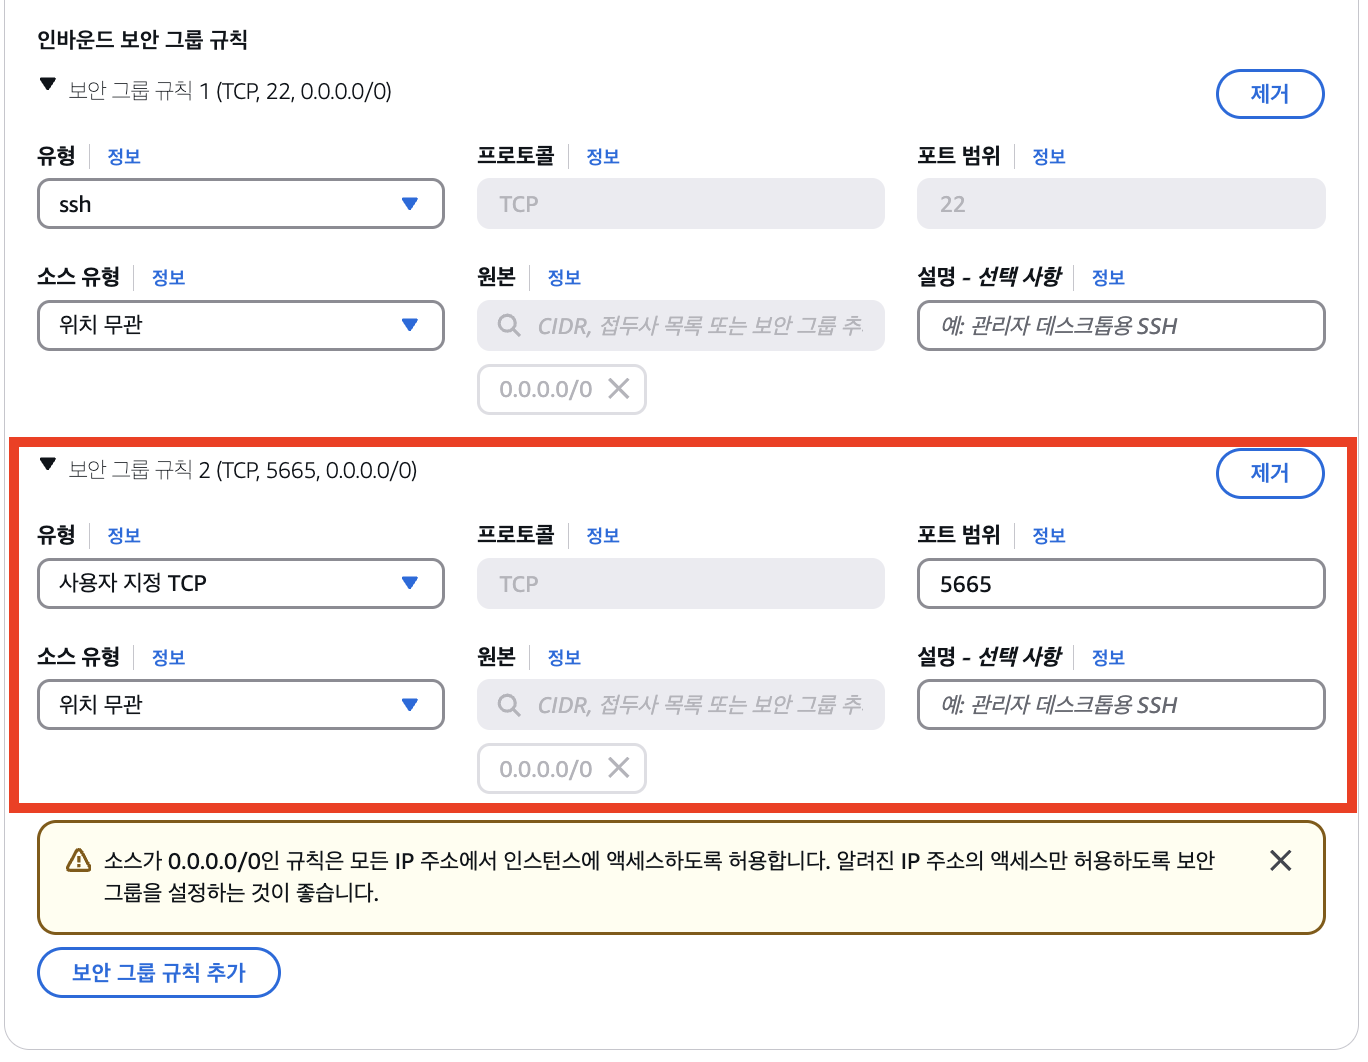 인바운드 보안 그룹 규칙
보안 그룹 규칙 1 (TCP, 22, 0.0.0.0/0)
제거
유형 정보
프로토콜 정보
포트 범위 정보
ssh
TCP
22
소스 유형 정보
원본 정보
설명 - 선택 사항 정보
위치 무관
CIDR, 접두사 목록 또는 보안 그룹 추
예: 관리자 데스크톱용 SSH
0.0.0.0/0
보안 그룹 규칙 2 (TCP, 5665, 0.0.0.0/0)
제거
유형 정보
프로토콜 정보
포트 범위 정보
사용자 지정 TCP
TCP
5665
소스 유형 정보
원본 정보
설명 - 선택 사항 정보
위치 무관
CIDR, 접두사 목록 또는 보안 그룹 추
예: 관리자 데스크톱용 SSH
0.0.0.0/0
소스가 0.0.0.0/0인 규칙은 모든 IP 주소에서 인스턴스에 액세스하도록 허용합니다. 알려진 IP 주소의 액세스만 허용하도록 보안
그룹을 설정하는 것이 좋습니다.
보안 그룹 규칙 추가